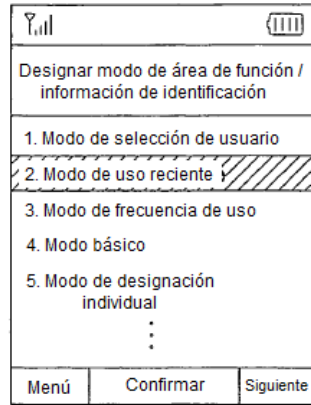 Designar modo de área de función /
información de identificación
1. Modo de selección de usuario
2. Modo de uso reciente
3. Modo de frecuencia de uso
4. Modo básico
5. Modo de designación
individual
⋮
Menú Confirmar Siguiente